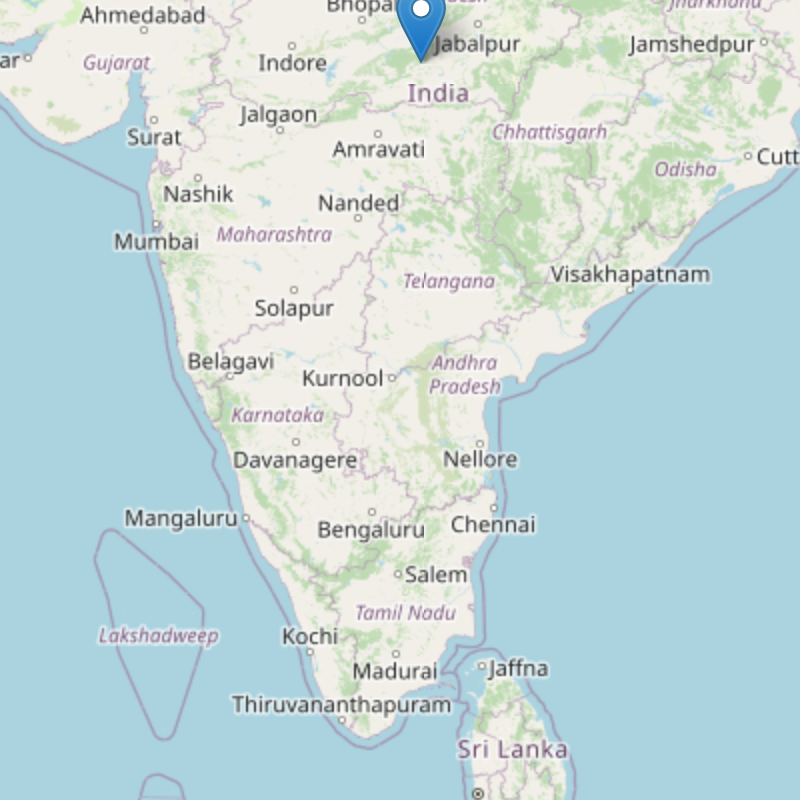 Ahmedabad
Bhopal
Jharkhand
Jabalpur
Jamshedpur
ar
Gujarat
Indore
India
Jalgaon
Surat
Chhattisgarh
Amravati
Cutt
Odisha
Nashik
Nanded
Mumbai
Maharashtra
Visakhapatnam
Telangana
Solapur
Belagavi
Kurnool
Andhra
Pradesh
Karnataka
Davanagere
Nellore
Mangaluru
Bengaluru
Chennai
Salem
Tamil Nadu
Lakshadweep
Kochi
Madurai
Jaffna
Thiruvananthapuram
Sri Lanka